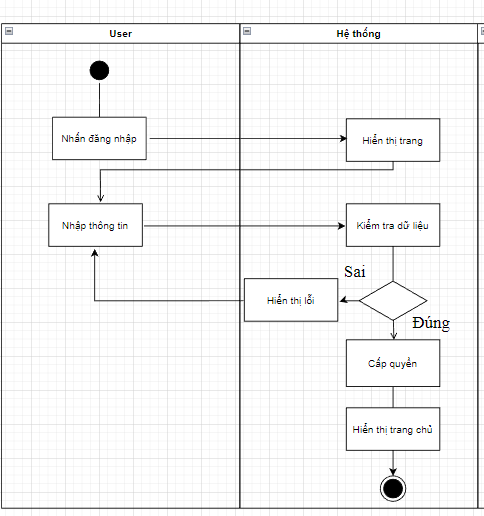 User
Hệ thống
Nhấn đăng nhập
Hiển thị trang
Nhập thông tin
Kiểm tra dữ liệu
Sai
Hiển thị lỗi
Đúng
Cấp quyền
Hiển thị trang chủ